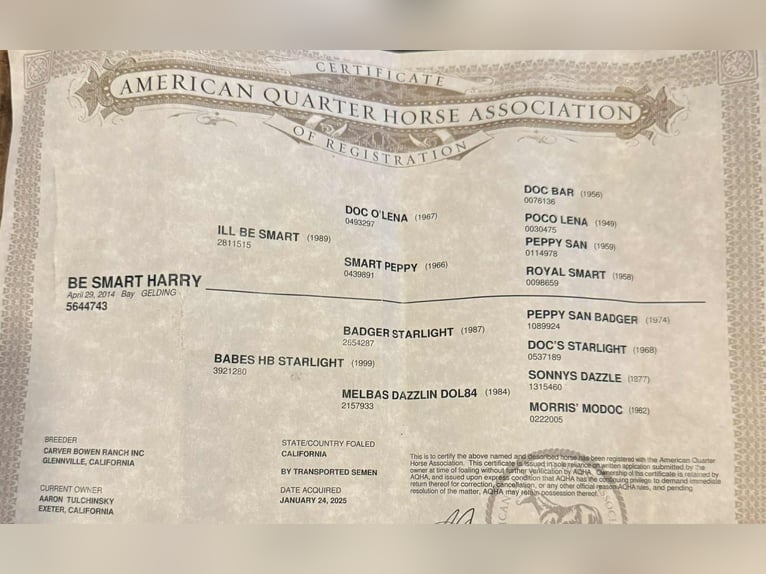 CERTIFICATE
AMERICAN QUARTER HORSE ASSOCIATION
OF REGISTRATION
DOC BAR (1956)
0076136
DOC O'LENA (1967)
0493297
POCO LENA (1949)
0030475
ILL BE SMART (1989)
2811515
PEPPY SAN (1959)
0114978
SMART PEPPY (1966)
0439891
ROYAL SMART (1958)
0098659
BE SMART HARRY
April 29, 2014 Bay GELDING
5644743
PEPPY SAN BADGER (1974)
1089924
BADGER STARLIGHT (1987)
2654287
DOC'S STARLIGHT (1968)
0537189
BABES HB STARLIGHT (1999)
3921280
SONNYS DAZZLE (1977)
1315460
MELBAS DAZZLIN DOL84 (1984)
2157933
MORRIS' MODOC (1962)
0222005
BREEDER
CARVER BOWEN RANCH INC
GLENNVILLE, CALIFORNIA
STATE/COUNTRY FOALED
CALIFORNIA
BY TRANSPORTED SEMEN
CURRENT OWNER
AARON TULCHINSKY
EXETER, CALIFORNIA
DATE ACQUIRED
JANUARY 24, 2025
This is to certify the above named and described horse has been registered with the American Quarter
Horse Association. This certificate is issued in sole reliance on written application submitted by the
owner at time of foaling without further verification by AQHA. Ownership of this certificate is retained by
AQHA, and issued upon express condition that AQHA has the continuing privilege to demand immediate
return thereof for correction, cancellation, or any other official reason AQHA rules, and pending
resolution of the matter, AQHA may retain possession thereof.